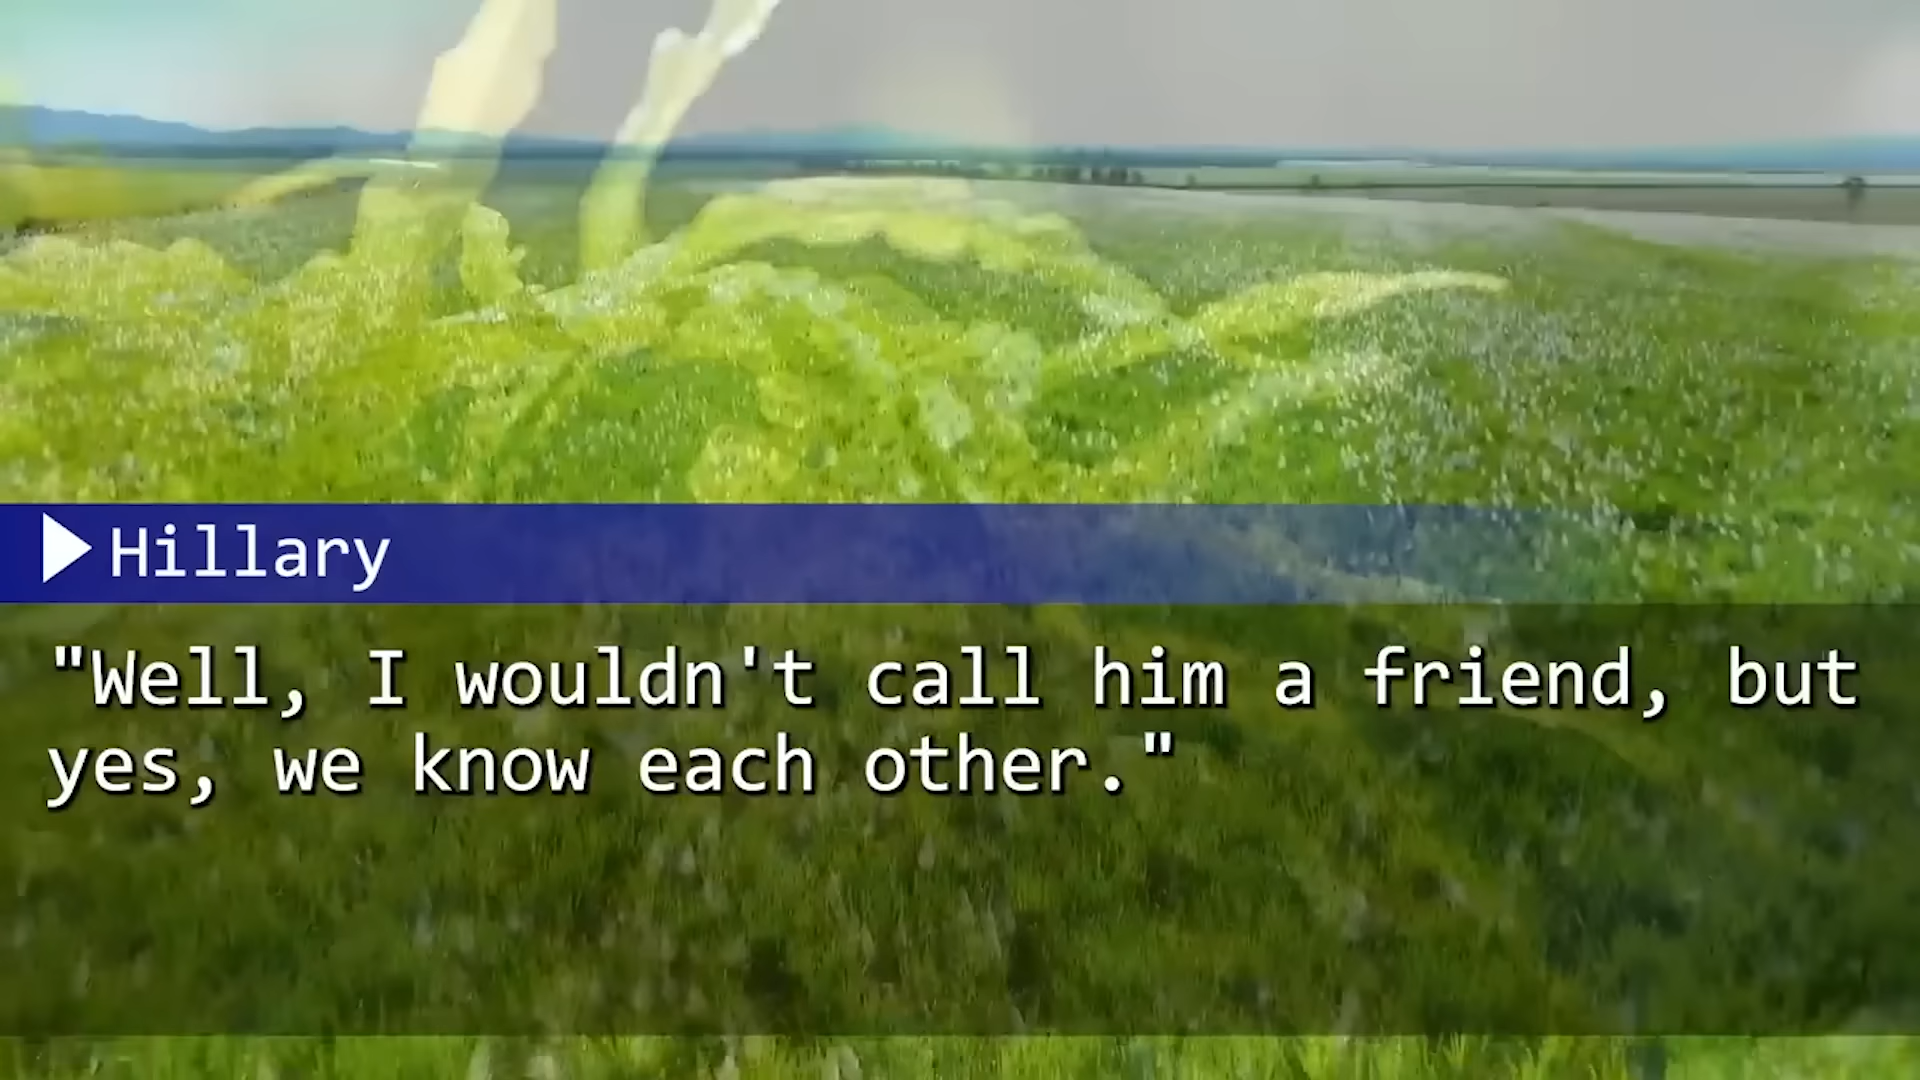 Hillary
"Well, I wouldn't call him a friend, but
yes, we know each other."